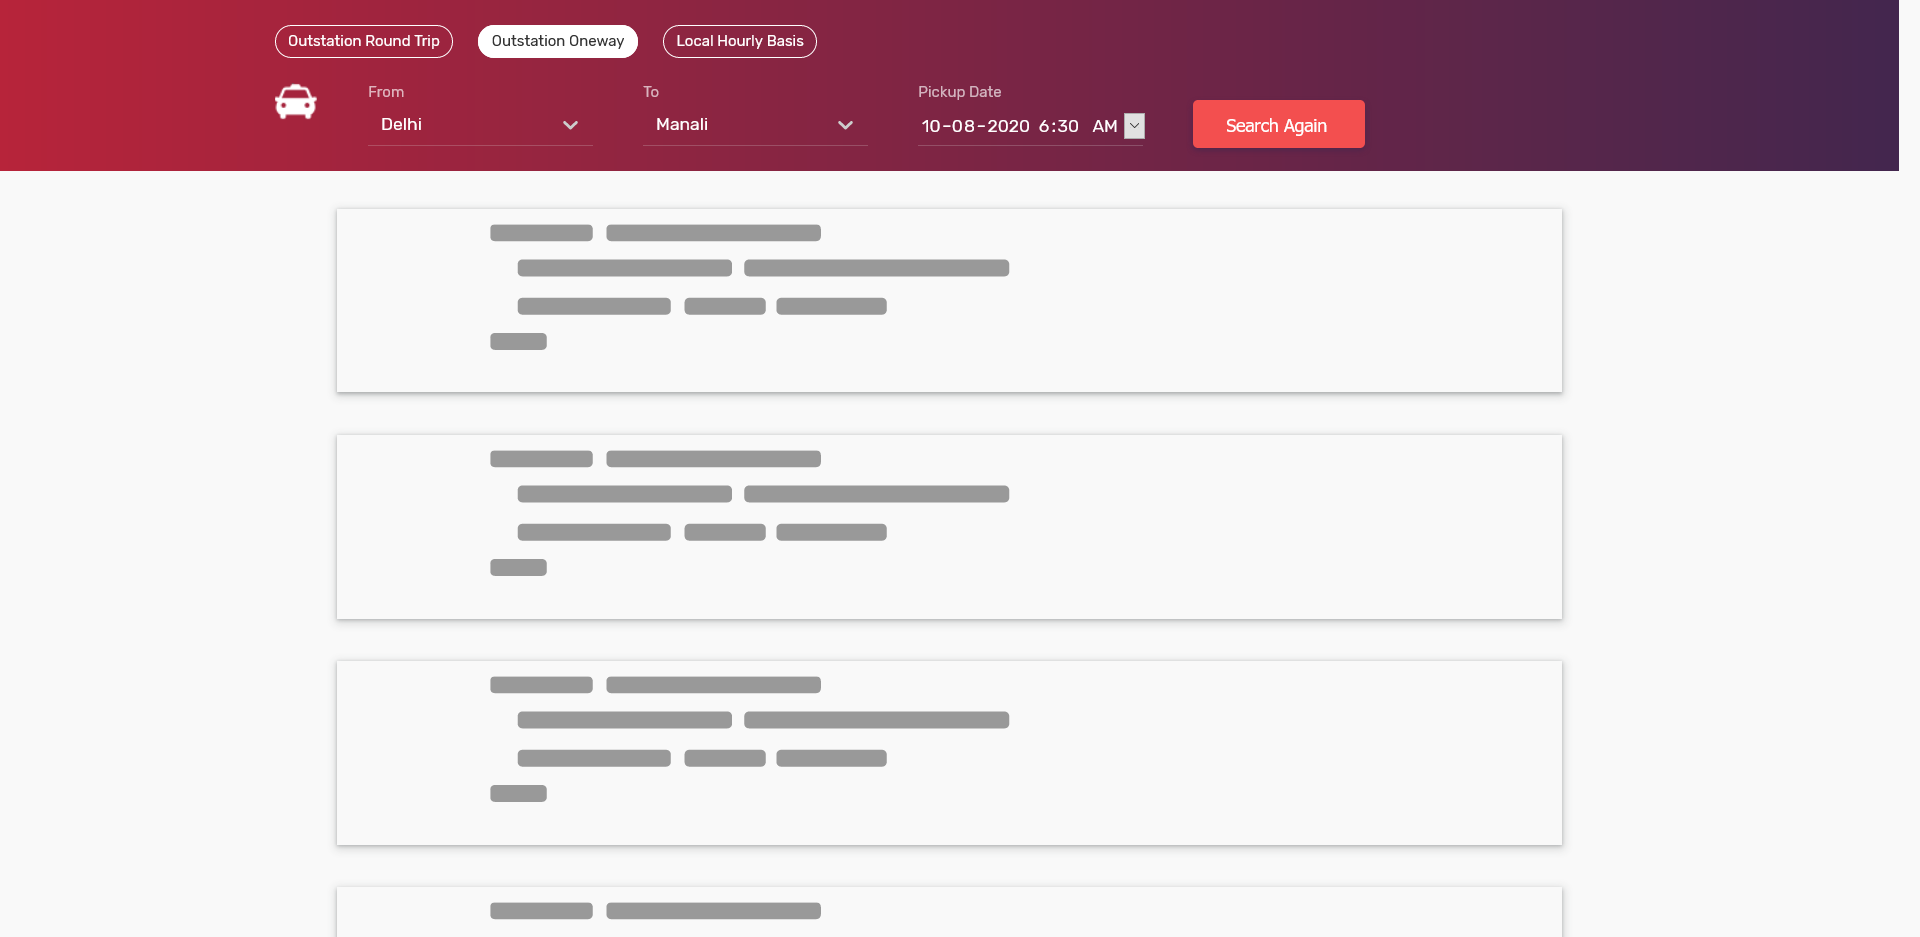 Outstation Round Trip Outstation Oneway Local Hourly Basis
From To Pickup Date
Delhi Manali 10-08-2020 6:30 AM Search Again